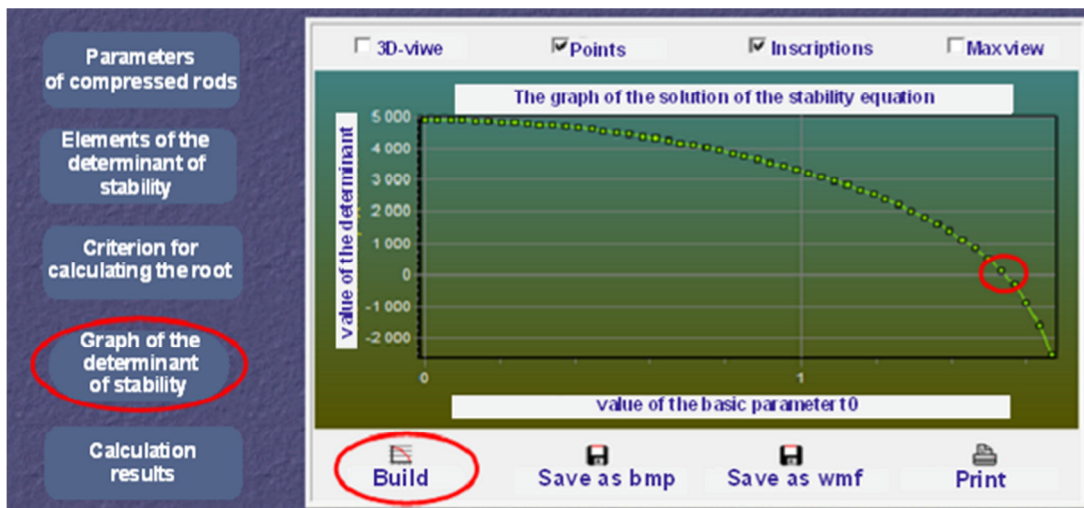 Parameters
of compressed rods
Elements of the
determinant of
stability
Criterion for
calculating the root
Graph of the
determinant
of stability
Calculation
results
3D-viwe
Points
Inscriptions
Max view
The graph of the solution of the stability equation
value of the determinant
5 000
4 000
3 000
2 000
1 000
0
-1 000
-2 000
0
1
value of the basic parameter t0
Build
Save as bmp
Save as wmf
Print